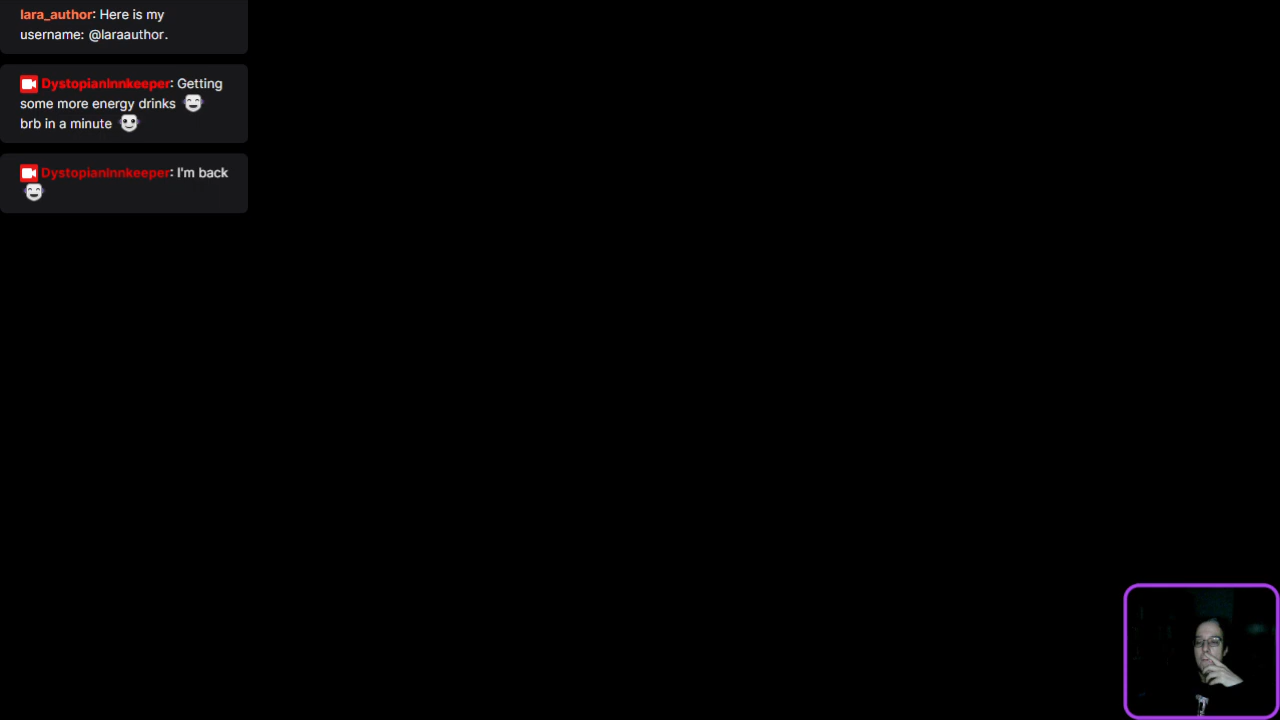 lara_author: Here is my
username: @laraauthor.
DystopianInnkeeper: Getting
some more energy drinks
brb in a minute
DystopianInnkeeper: I'm back